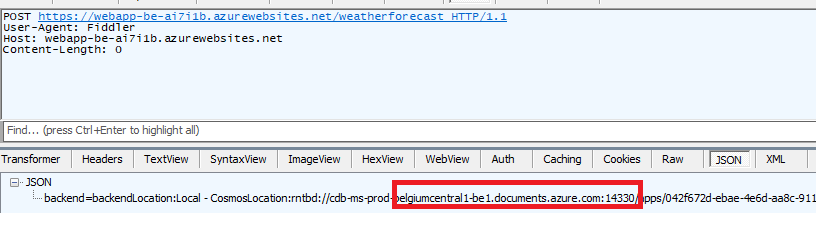 POST https://webapp-be-ai7i1b.azurewebsites.net/weatherforecast HTTP/1.1
User-Agent: Fiddler
Host: webapp-be-ai7i1b.azurewebsites.net
Content-Length: 0
Find... (press Ctrl+Enter to highlight all)
Transformer Headers TextView SyntaxView ImageView HexView WebView Auth Caching Cookies Raw JSON XML
JSON
backend=backendLocation:Local - CosmosLocation:rntbd://cdb-ms-prod-belgiumcentral1-be1.documents.azure.com:14330/apps/042f672d-ebae-4e6d-aa8c-911